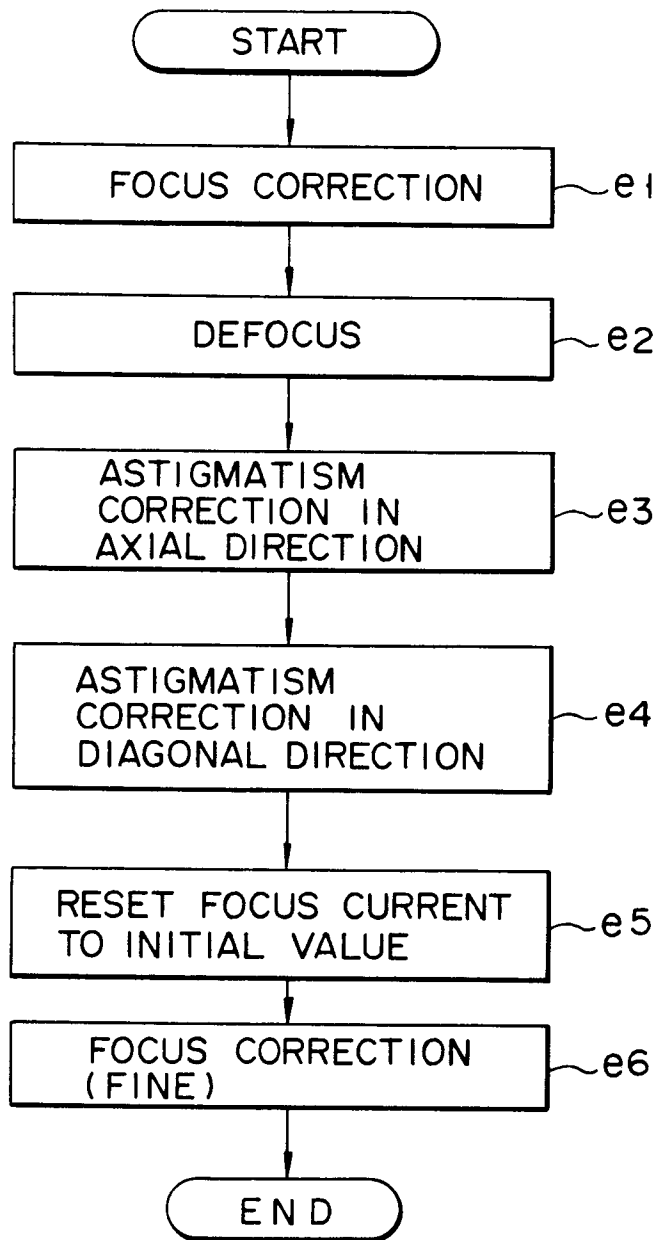 START
FOCUS CORRECTION
e1
DEFOCUS
e2
ASTIGMATISM
CORRECTION IN
AXIAL DIRECTION
e3
ASTIGMATISM
CORRECTION IN
DIAGONAL DIRECTION
e4
RESET FOCUS CURRENT
TO INITIAL VALUE
e5
FOCUS CORRECTION
(FINE)
e6
END